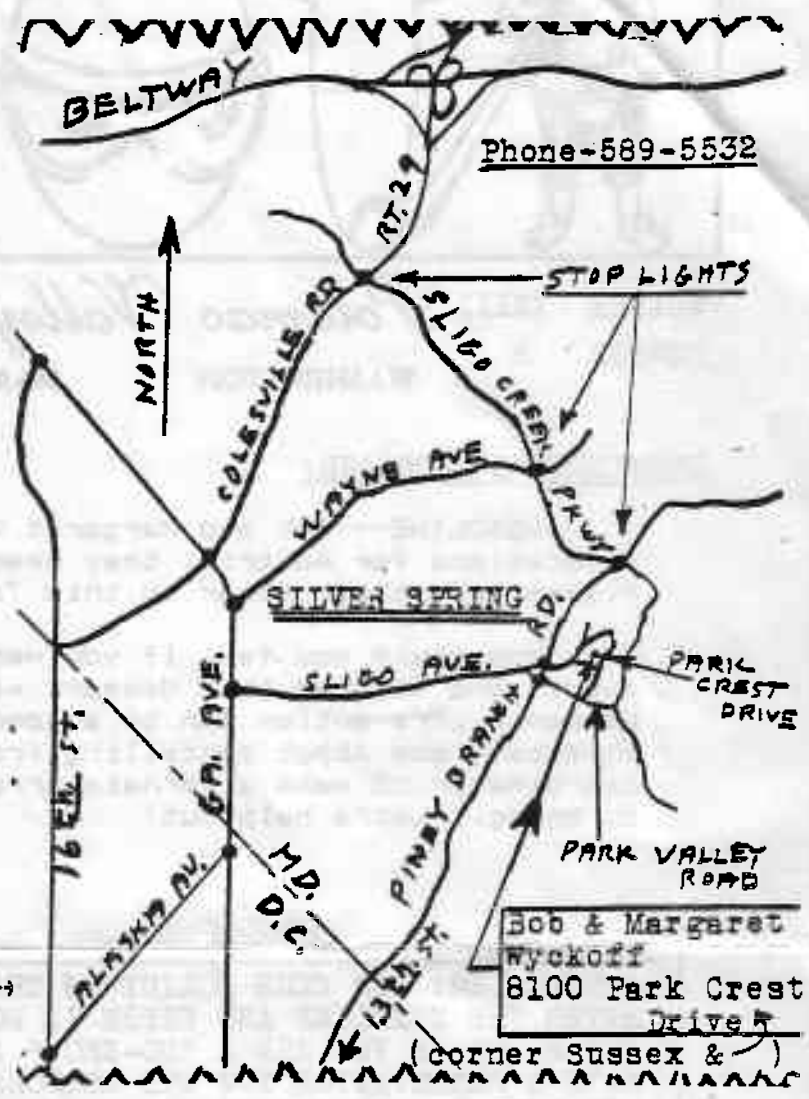 BELTWAY
Phone-589-5532
RT. 29
NORTH
STOP LIGHTS
COLESVILLE RD
SLIGO CREEK PKWY
WAYNE AVE
SILVER SPRING
PARK
CREST
DRIVE
SLIGO AVE.
GA. AVE.
16TH. ST.
PINEY BRANCH RD.
PARK VALLEY
ROAD
MD.
D.C.
ALASKA AV.
13TH. ST.
Bob & Margaret
Wyckoff
8100 Park Crest
Drive
(corner Sussex & )